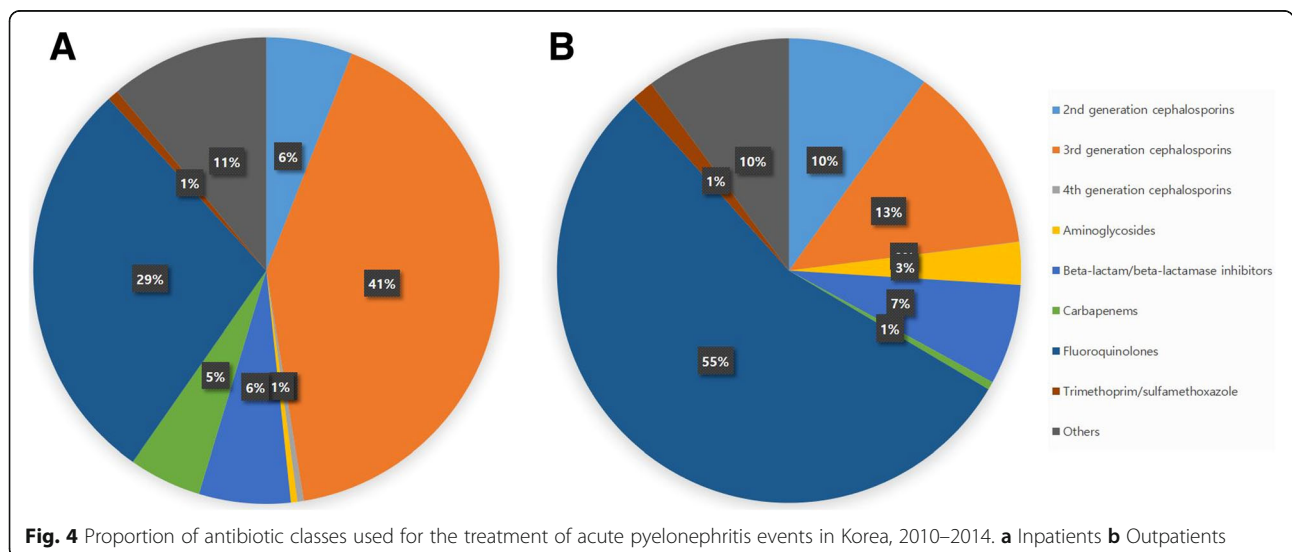 A
B
6%
41%
1%
6%
5%
29%
1%
11%
10%
13%
3%
7%
1%
55%
1%
10%
2nd generation cephalosporins
3rd generation cephalosporins
4th generation cephalosporins
Aminoglycosides
Beta-lactam/beta-lactamase inhibitors
Carbapenems
Fluoroquinolones
Trimethoprim/sulfamethoxazole
Others
Fig. 4 Proportion of antibiotic classes used for the treatment of acute pyelonephritis events in Korea, 2010–2014. a Inpatients b Outpatients